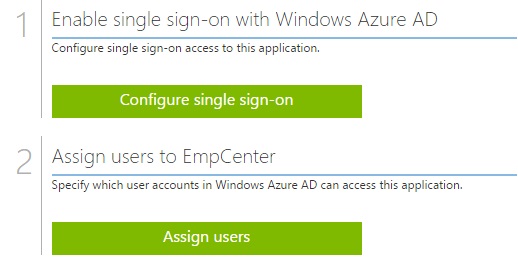 1
Enable single sign-on with Windows Azure AD
Configure single sign-on access to this application.
Configure single sign-on
2
Assign users to EmpCenter
Specify which user accounts in Windows Azure AD can access this application.
Assign users